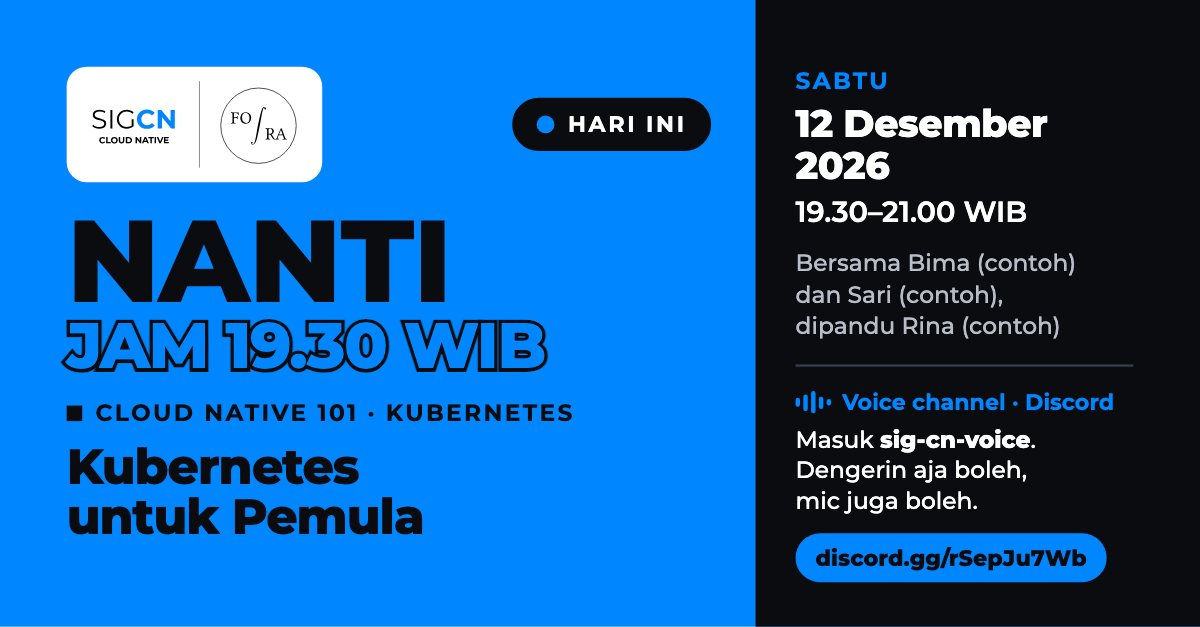 SIGCN
CLOUD NATIVE
FO∫RA
HARI INI
NANTI
JAM 19.30 WIB
■ CLOUD NATIVE 101 · KUBERNETES
Kubernetes
untuk Pemula
SABTU
12 Desember
2026
19.30–21.00 WIB
Bersama Bima (contoh)
dan Sari (contoh),
dipandu Rina (contoh)
Voice channel · Discord
Masuk sig-cn-voice.
Dengerin aja boleh,
mic juga boleh.
discord.gg/rSepJu7Wb